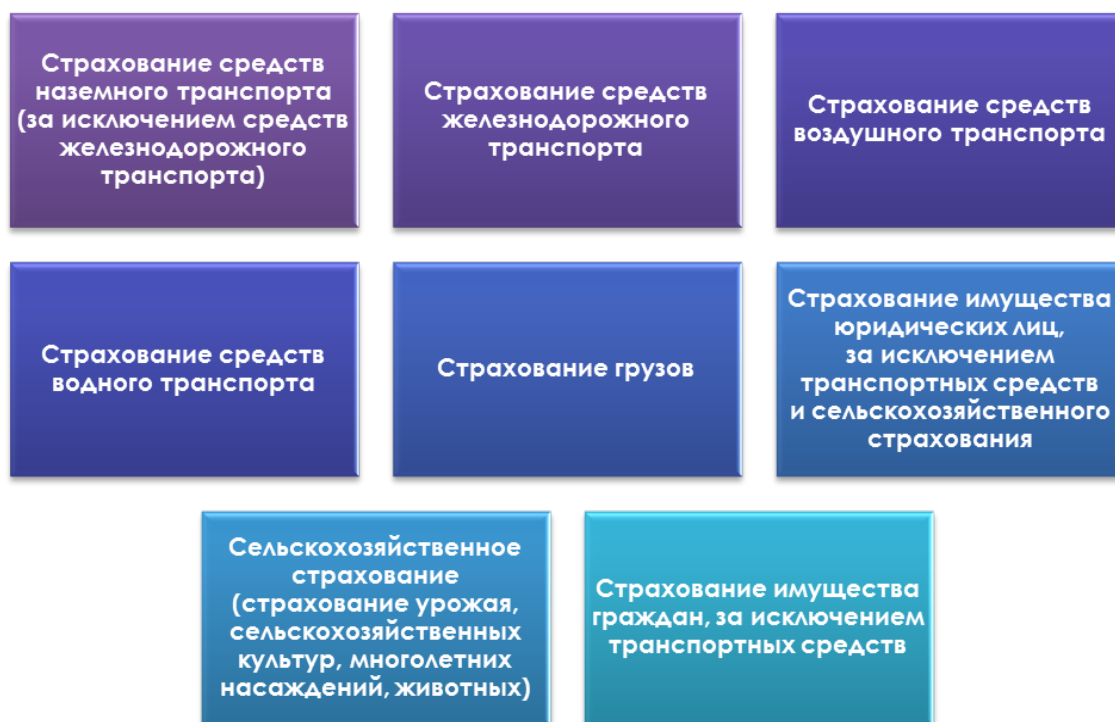 Страхование средств
наземного транспорта
(за исключением средств
железнодорожного
транспорта)
Страхование средств
железнодорожного
транспорта
Страхование средств
воздушного транспорта
Страхование средств
водного транспорта
Страхование грузов
Страхование имущества
юридических лиц,
за исключением
транспортных средств
и сельскохозяйственного
страхования
Сельскохозяйственное
страхование
(страхование урожая,
сельскохозяйственных
культур, многолетних
насаждений, животных)
Страхование имущества
граждан, за исключением
транспортных средств